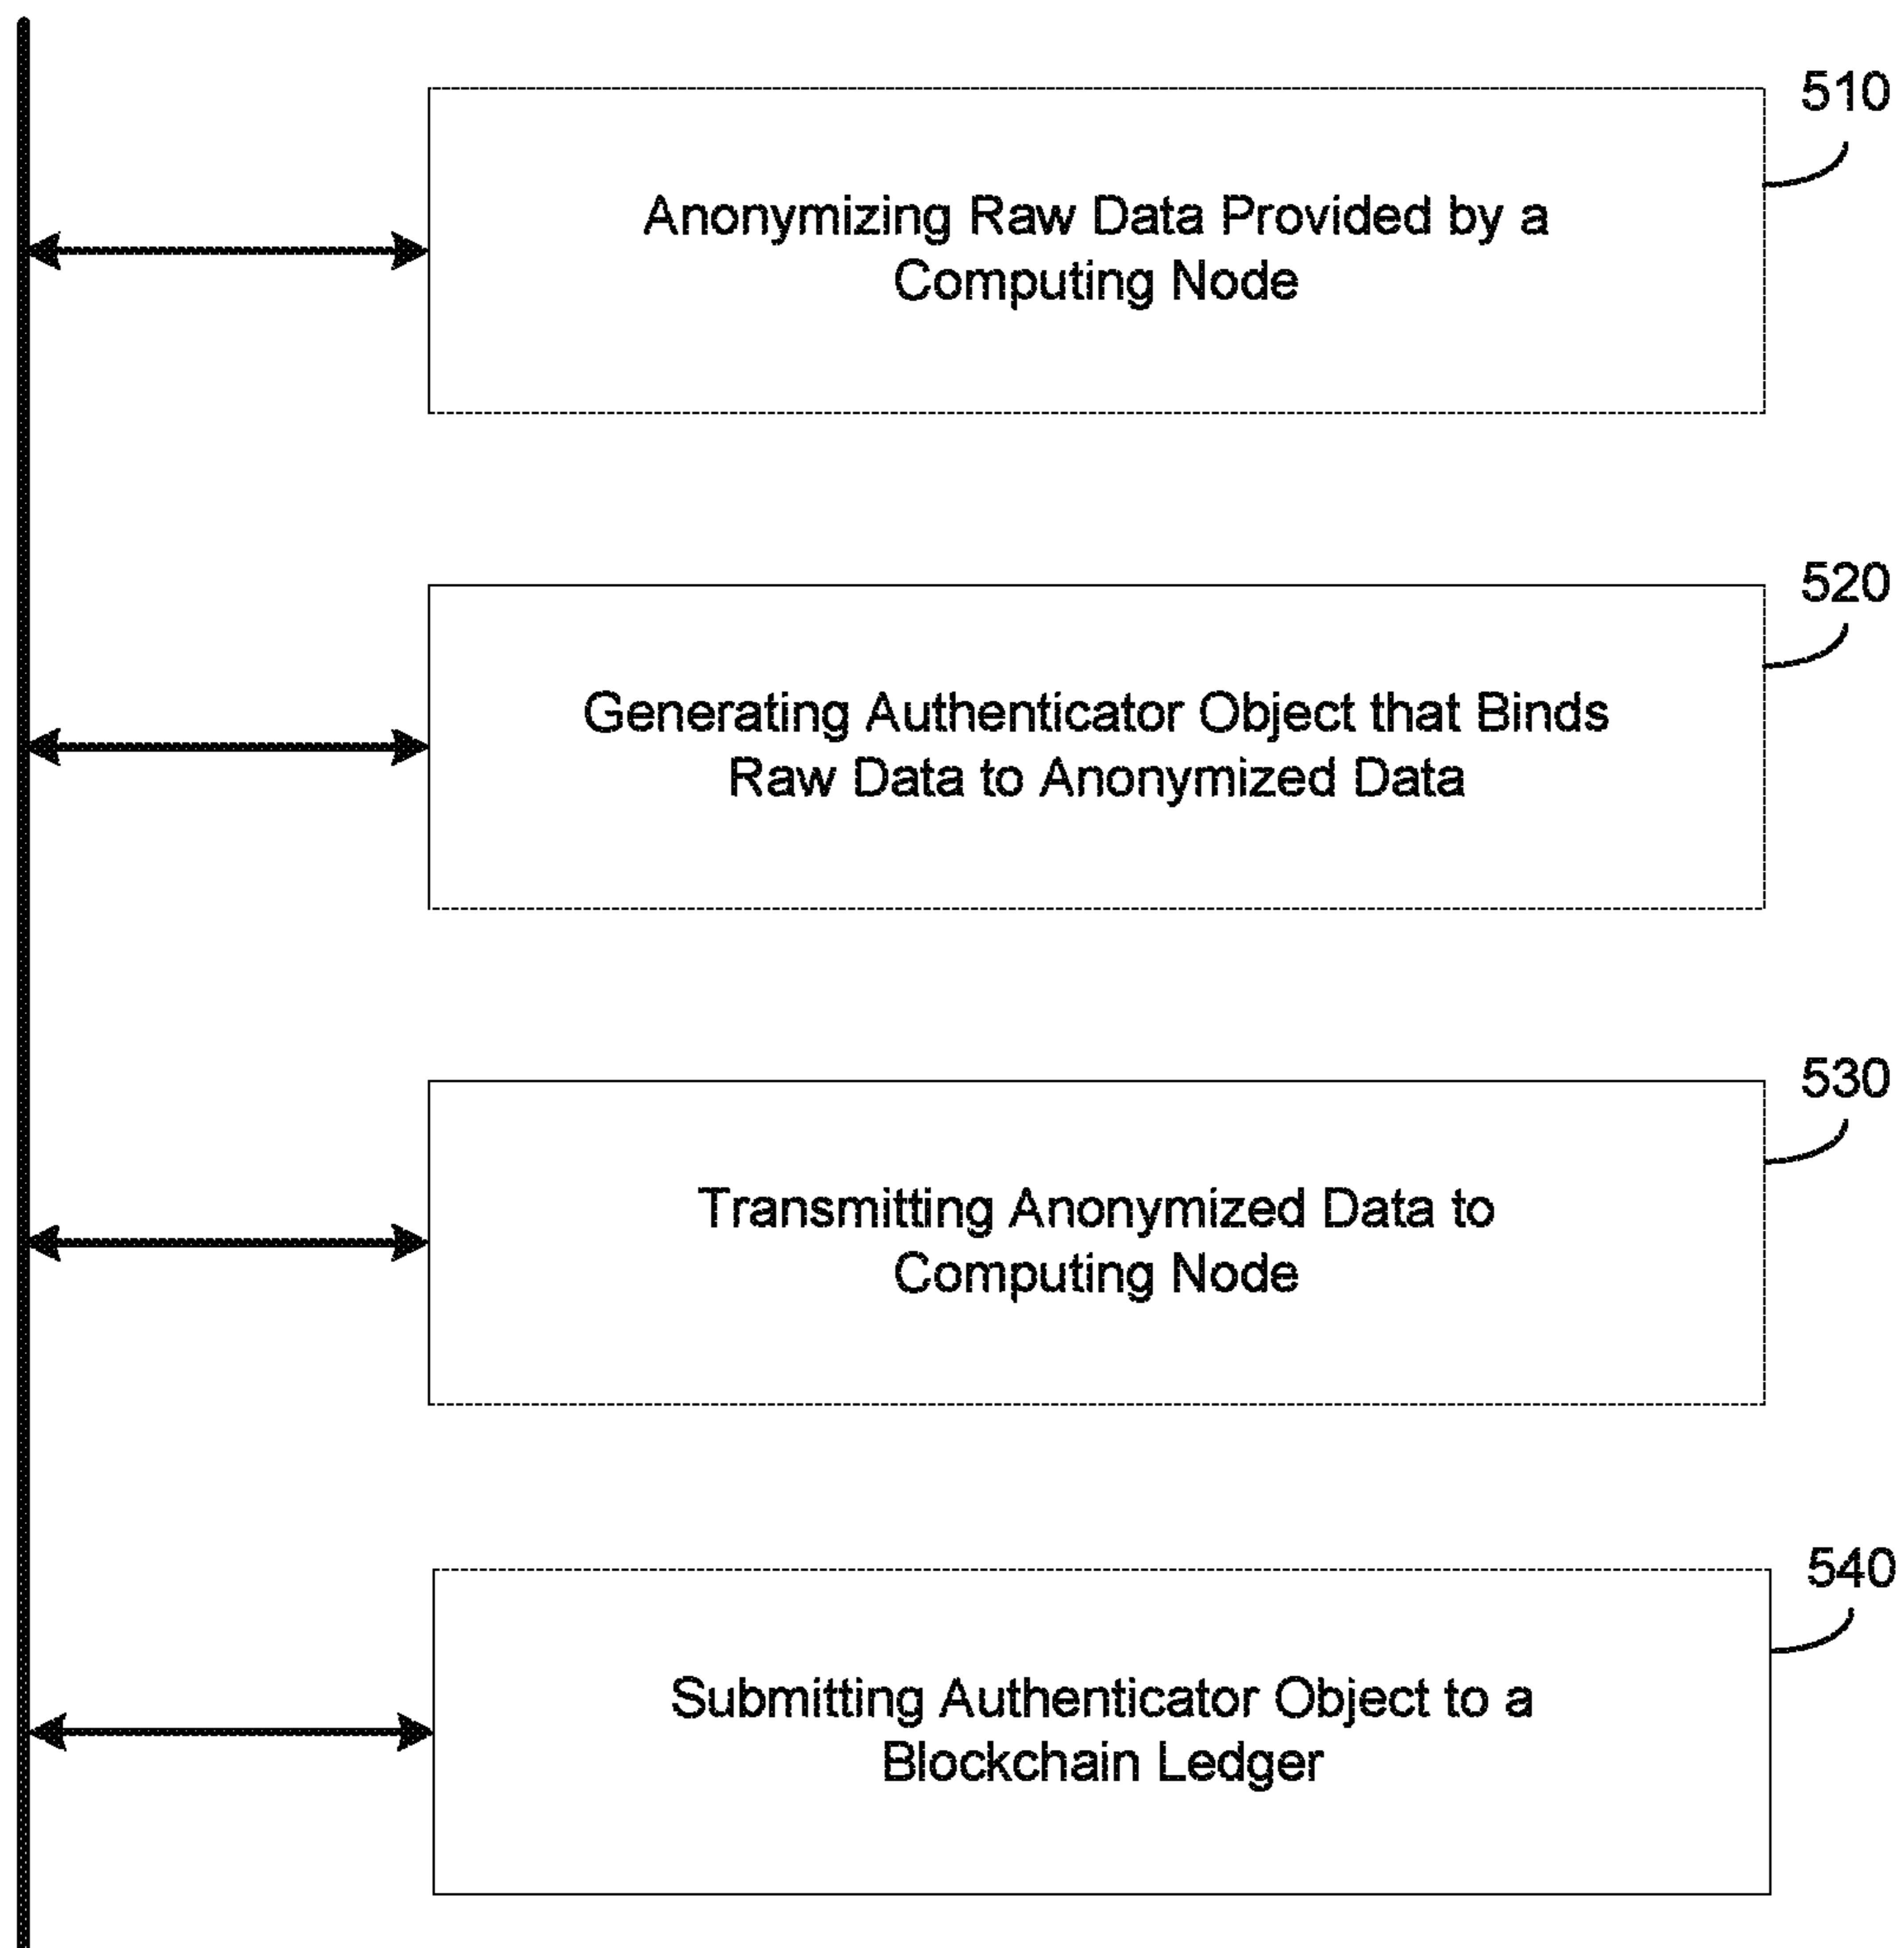 510
Anonymizing Raw Data Provided by a
Computing Node
520
Generating Authenticator Object that Binds
Raw Data to Anonymized Data
530
Transmitting Anonymized Data to
Computing Node
540
Submitting Authenticator Object to a
Blockchain Ledger